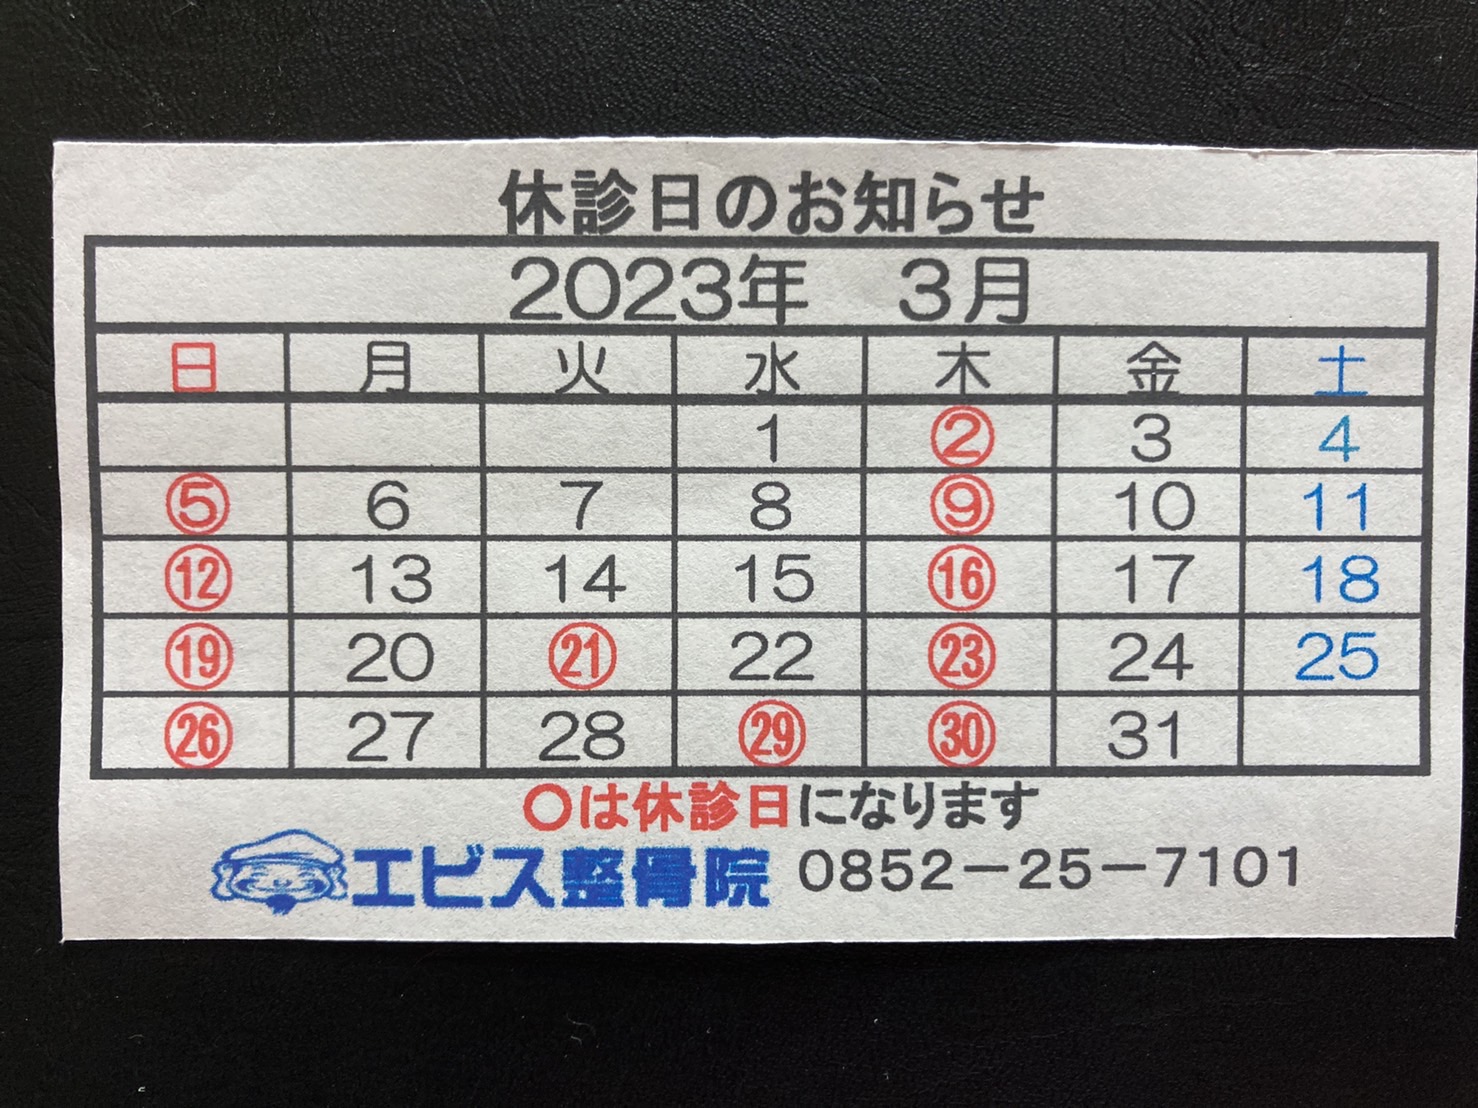 休診日のお知らせ
2023年　3月
日 月 火 水 木 金 土
1 ② 3 4
⑤ 6 7 8 ⑨ 10 11
⑫ 13 14 15 ⑯ 17 18
⑲ 20 ㉑ 22 ㉓ 24 25
㉖ 27 28 ㉙ ㉚ 31
〇は休診日になります
エビス整骨院 0852-25-7101